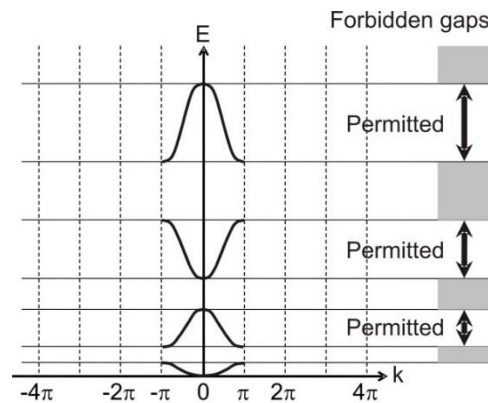 Forbidden gaps
E
Permitted
Permitted
Permitted
k
-4π -2π -π 0 π 2π 4π